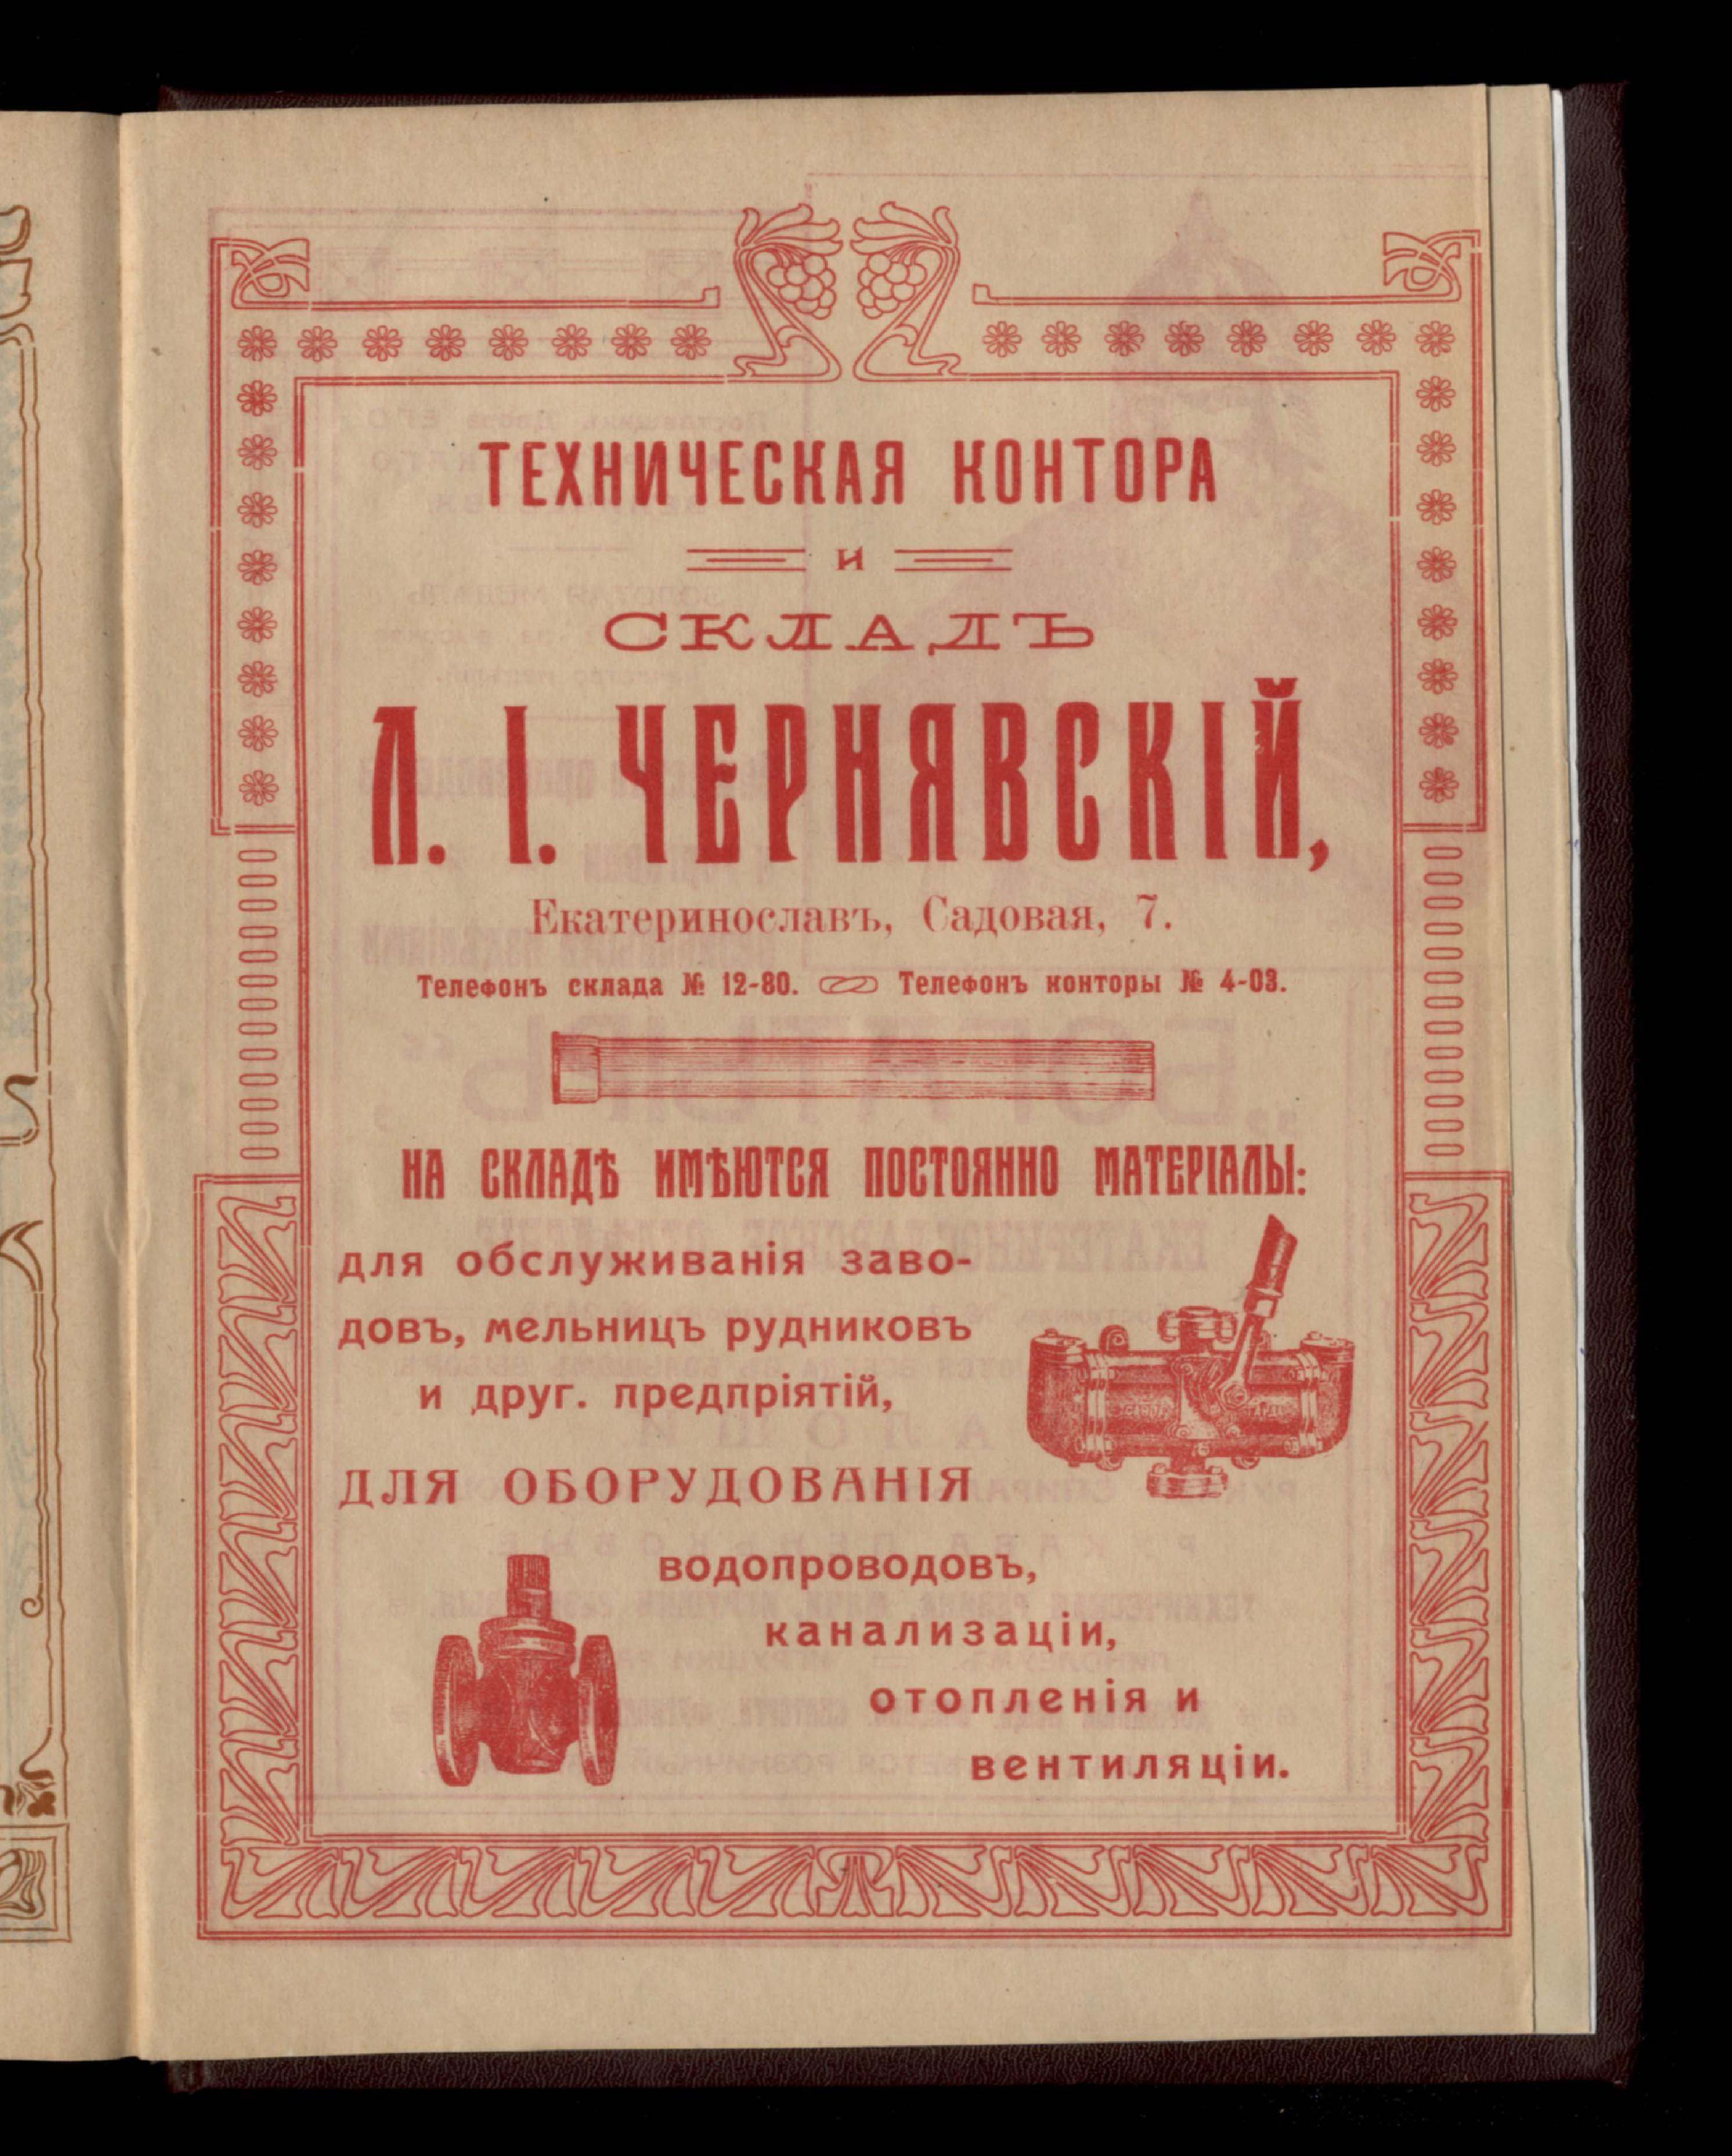 ТЕХНИЧЕСКАЯ КОНТОРА
и
СКЛАДЪ
Л. І. ЧЕРНЯВСКІЙ,
Екатеринославъ, Садовая, 7.
Телефонъ склада № 12-80. Телефонъ конторы № 4-03.
НА СКЛАДѢ ИМѢЮТСЯ ПОСТОЯННО МАТЕРІАЛЫ:
для обслуживанія заво-
довъ, мельницъ рудниковъ
и друг. предпріятій,
ДЛЯ ОБОРУДОВАНІЯ
водопроводовъ,
канализаціи,
отопленія и
вентиляціи.